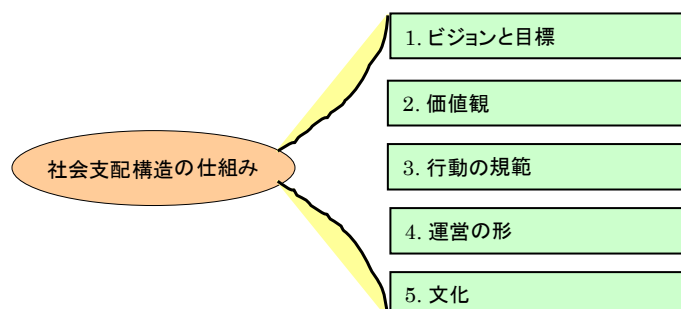 社会支配構造の仕組み
1. ビジョンと目標
2. 価値観
3. 行動の規範
4. 運営の形
5. 文化